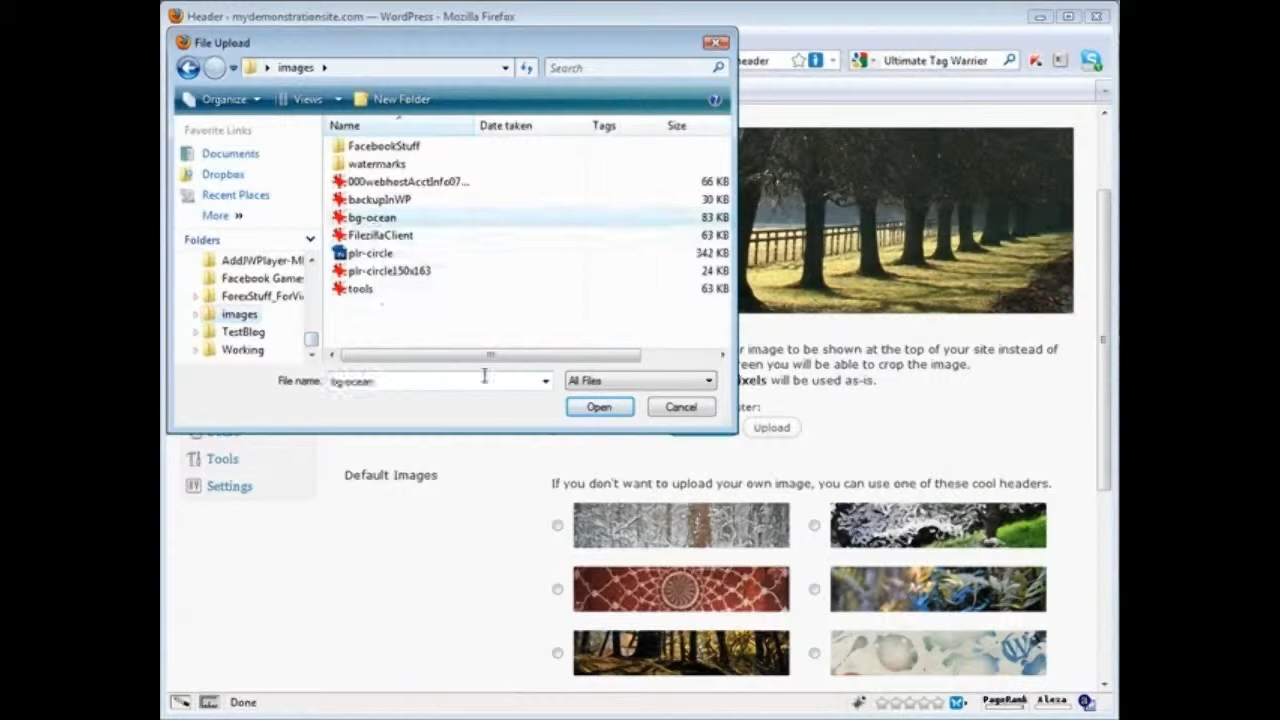 Header - mydemonstrationsite.com — WordPress - Mozilla Firefox
File Upload
images
Search
eader
Ultimate Tag Warrior
Organize
Views
New Folder
Favorite Links
Documents
Dropbox
Recent Places
More »
Folders
AddJWPlayer-M
Facebook Game
ForexStuff_ForVi
images
TestBlog
Working
Name Date taken Tags Size
FacebookStuff
watermarks
000webhostAcctInfo07... 66 KB
backupInWP 30 KB
bg-ocean 83 KB
FilezillaClient 63 KB
plr-circle 342 KB
plr-circle150x163 24 KB
tools 63 KB
File name: bg-ocean
All Files
Open
Cancel
r image to be shown at the top of your site instead of
een you will be able to crop the image.
ixels will be used as-is.
uter:
Upload
Tools
Settings
Default Images
If you don't want to upload your own image, you can use one of these cool headers.
Done
PageRank
Alexa